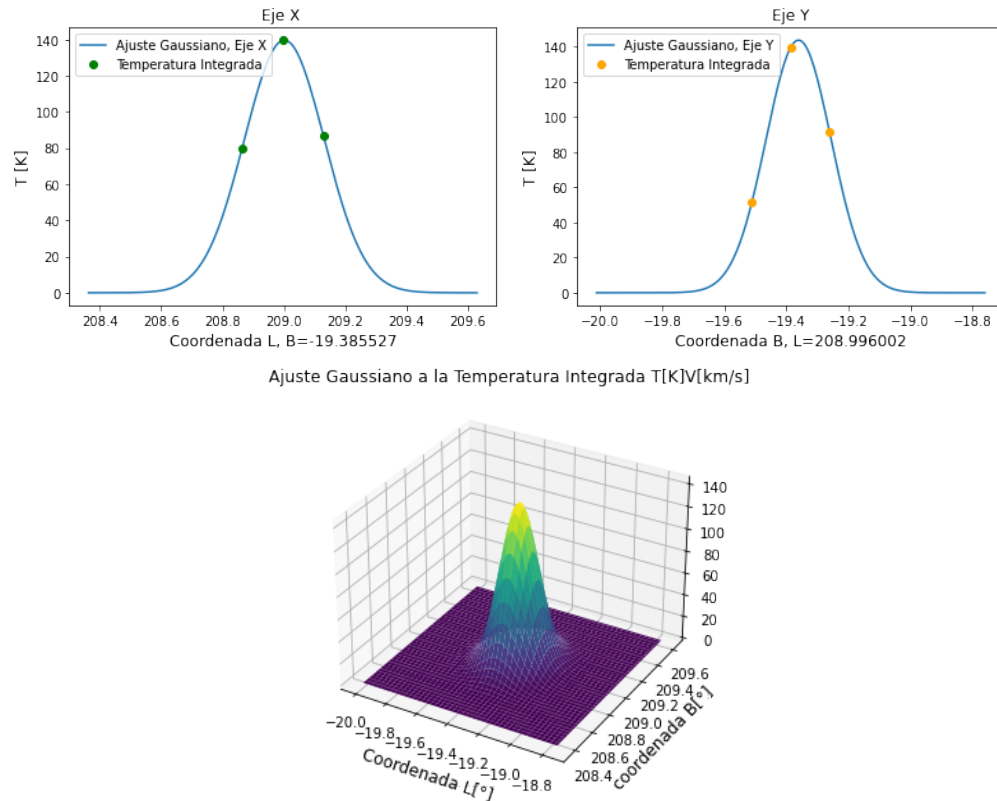 Eje X
Ajuste Gaussiano, Eje X
Temperatura Integrada
T [K]
140
120
100
80
60
40
20
0
208.4 208.6 208.8 209.0 209.2 209.4 209.6
Coordenada L, B=-19.385527
Eje Y
Ajuste Gaussiano, Eje Y
Temperatura Integrada
T [K]
140
120
100
80
60
40
20
0
−20.0 −19.8 −19.6 −19.4 −19.2 −19.0 −18.8
Coordenada B, L=208.996002
Ajuste Gaussiano a la Temperatura Integrada T[K]V[km/s]
140
120
100
80
60
40
20
0
209.6
209.4
209.2
209.0
208.8
208.6
208.4
coordenada B[°]
−20.0
−19.8
−19.6
−19.4
−19.2
−19.0
−18.8
Coordenada L[°]